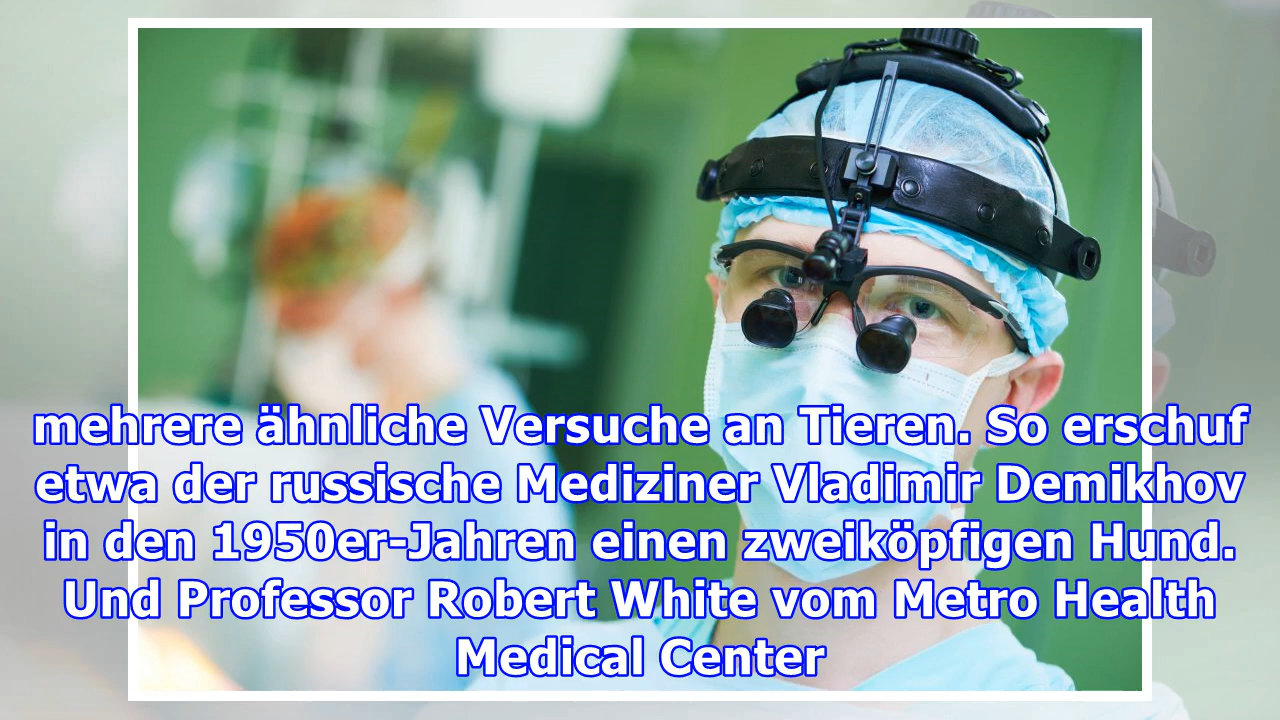 mehrere ähnliche Versuche an Tieren. So erschuf
etwa der russische Mediziner Vladimir Demikhov
in den 1950er-Jahren einen zweiköpfigen Hund.
Und Professor Robert White vom Metro Health
Medical Center